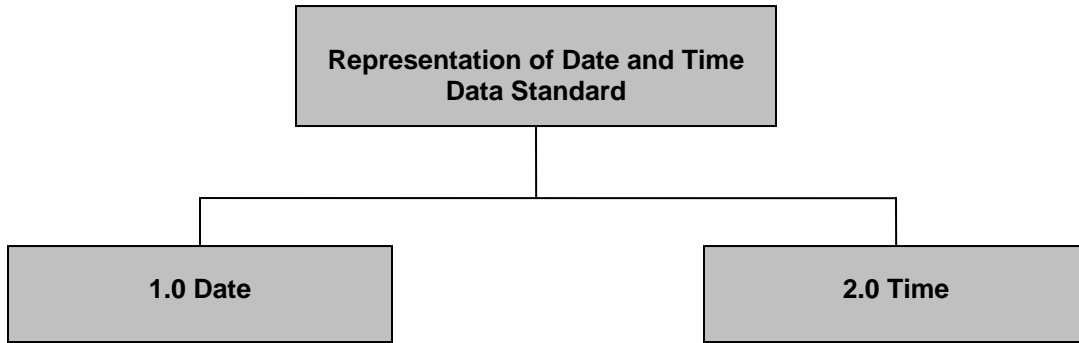 Representation of Date and Time
Data Standard
1.0 Date
2.0 Time